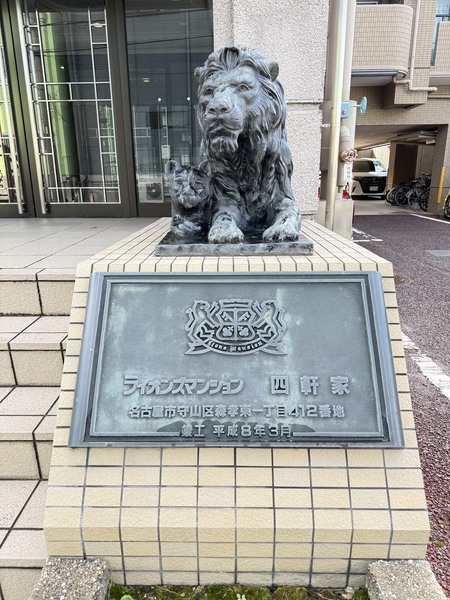 Lions Mansion
ライオンズマンション 四軒家
名古屋市守山区森孝東一丁目412番地
竣工 平成8年3月